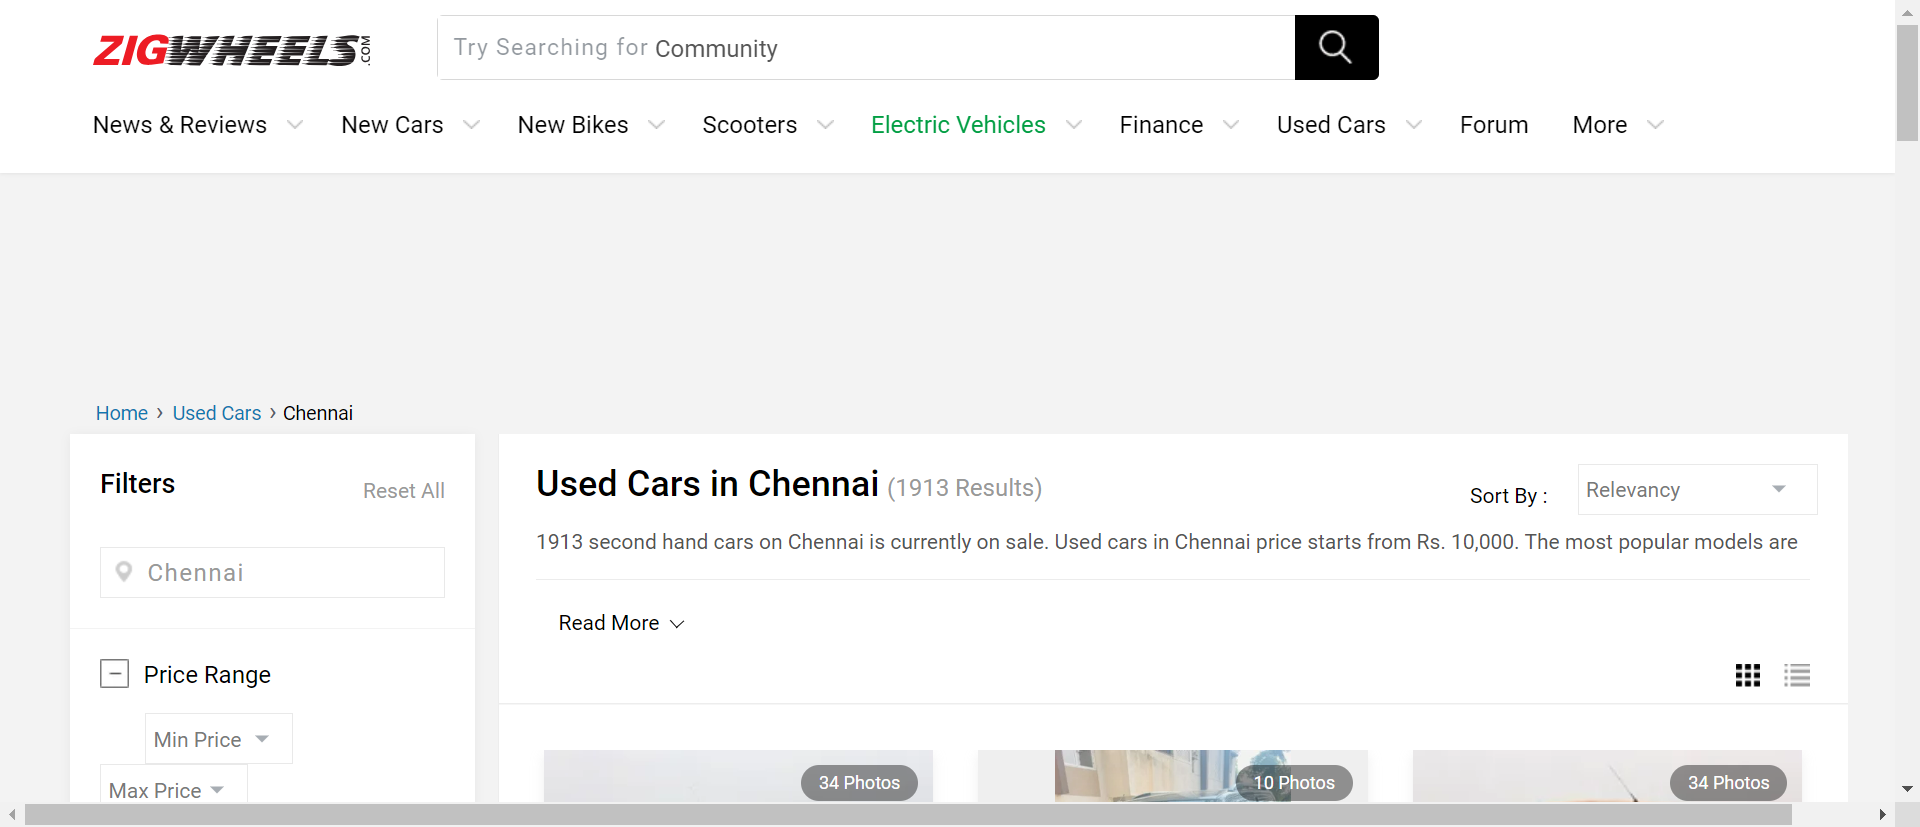 ZIGWHEELS.COM
Try Searching for Community
News & Reviews New Cars New Bikes Scooters Electric Vehicles Finance Used Cars Forum More
Home › Used Cars › Chennai
Filters
Reset All
Chennai
Price Range
Min Price
Max Price
Used Cars in Chennai (1913 Results)
Sort By :
Relevancy
1913 second hand cars on Chennai is currently on sale. Used cars in Chennai price starts from Rs. 10,000. The most popular models are
Read More
34 Photos
10 Photos
34 Photos